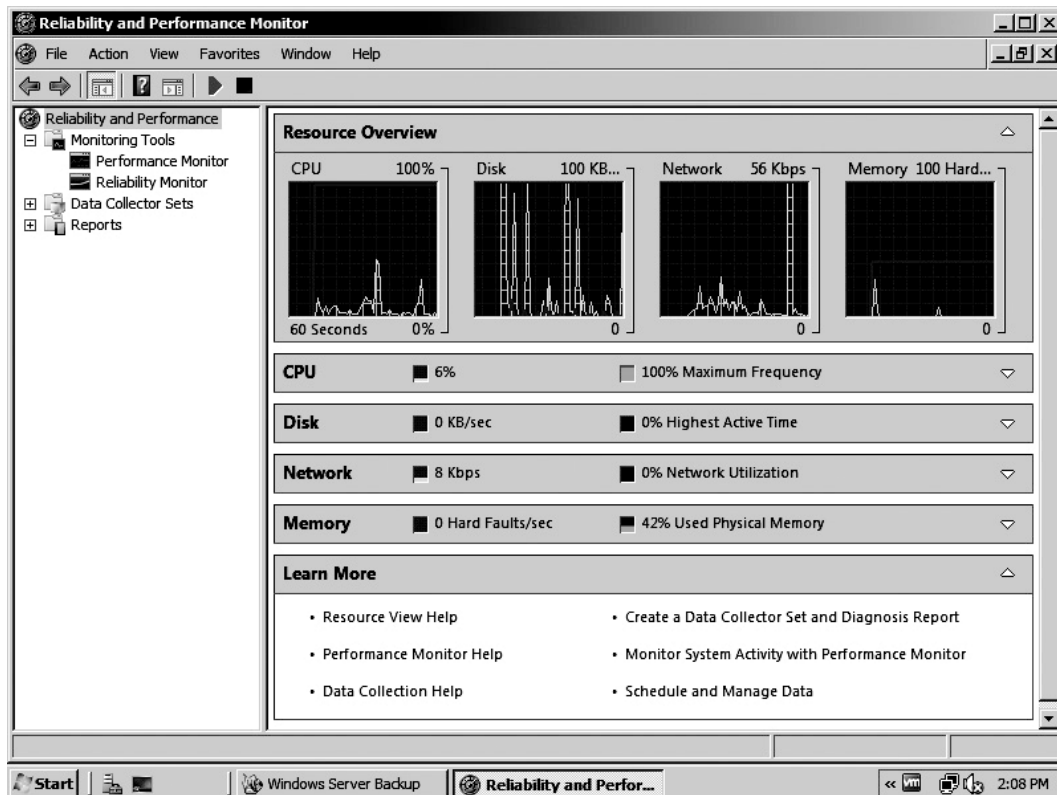 Reliability and Performance Monitor
File Action View Favorites Window Help
Reliability and Performance
Monitoring Tools
Performance Monitor
Reliability Monitor
Data Collector Sets
Reports
Resource Overview
CPU 100% Disk 100 KB... Network 56 Kbps Memory 100 Hard...
60 Seconds 0% 0 0 0
CPU 6% 100% Maximum Frequency
Disk 0 KB/sec 0% Highest Active Time
Network 8 Kbps 0% Network Utilization
Memory 0 Hard Faults/sec 42% Used Physical Memory
Learn More
• Resource View Help • Create a Data Collector Set and Diagnosis Report
• Performance Monitor Help • Monitor System Activity with Performance Monitor
• Data Collection Help • Schedule and Manage Data
Start Windows Server Backup Reliability and Perfor... « vm 2:08 PM